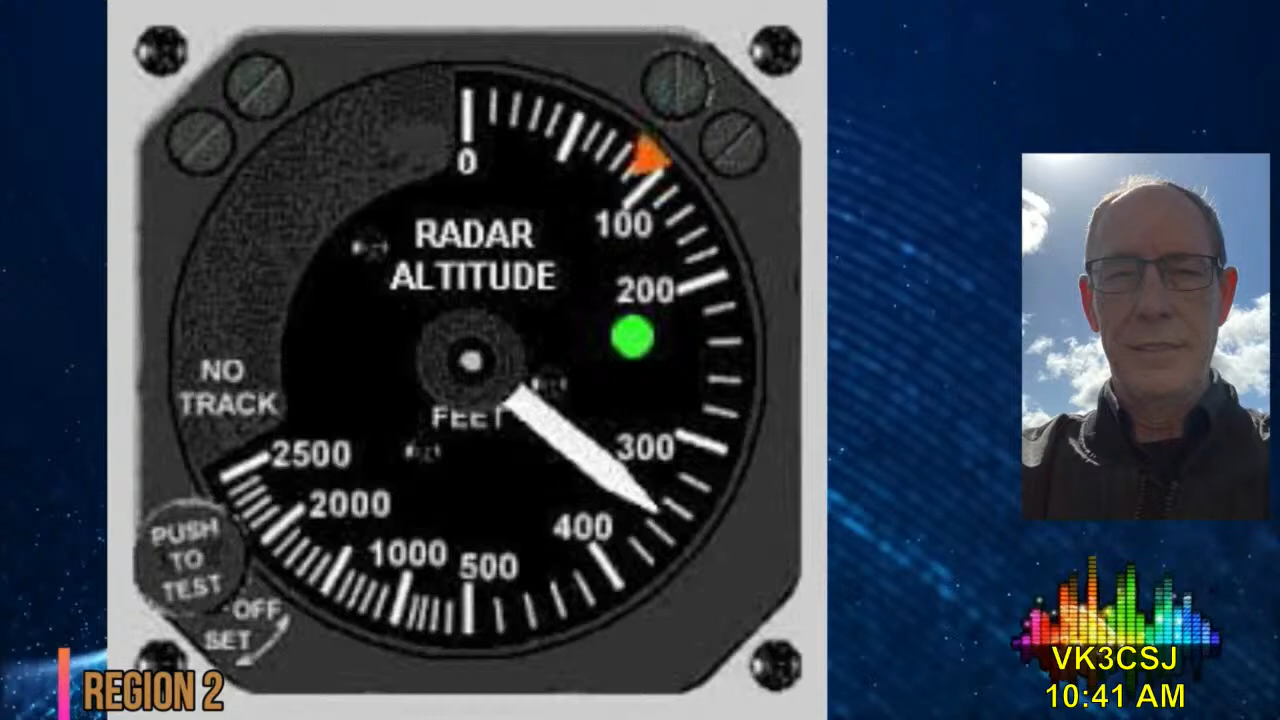 0
100
RADAR
ALTITUDE
200
NO
TRACK
FEET
300
2500
2000
400
1000
500
PUSH
TO
TEST
-OFF
SET
REGION 2
VK3CSJ
10:41 AM